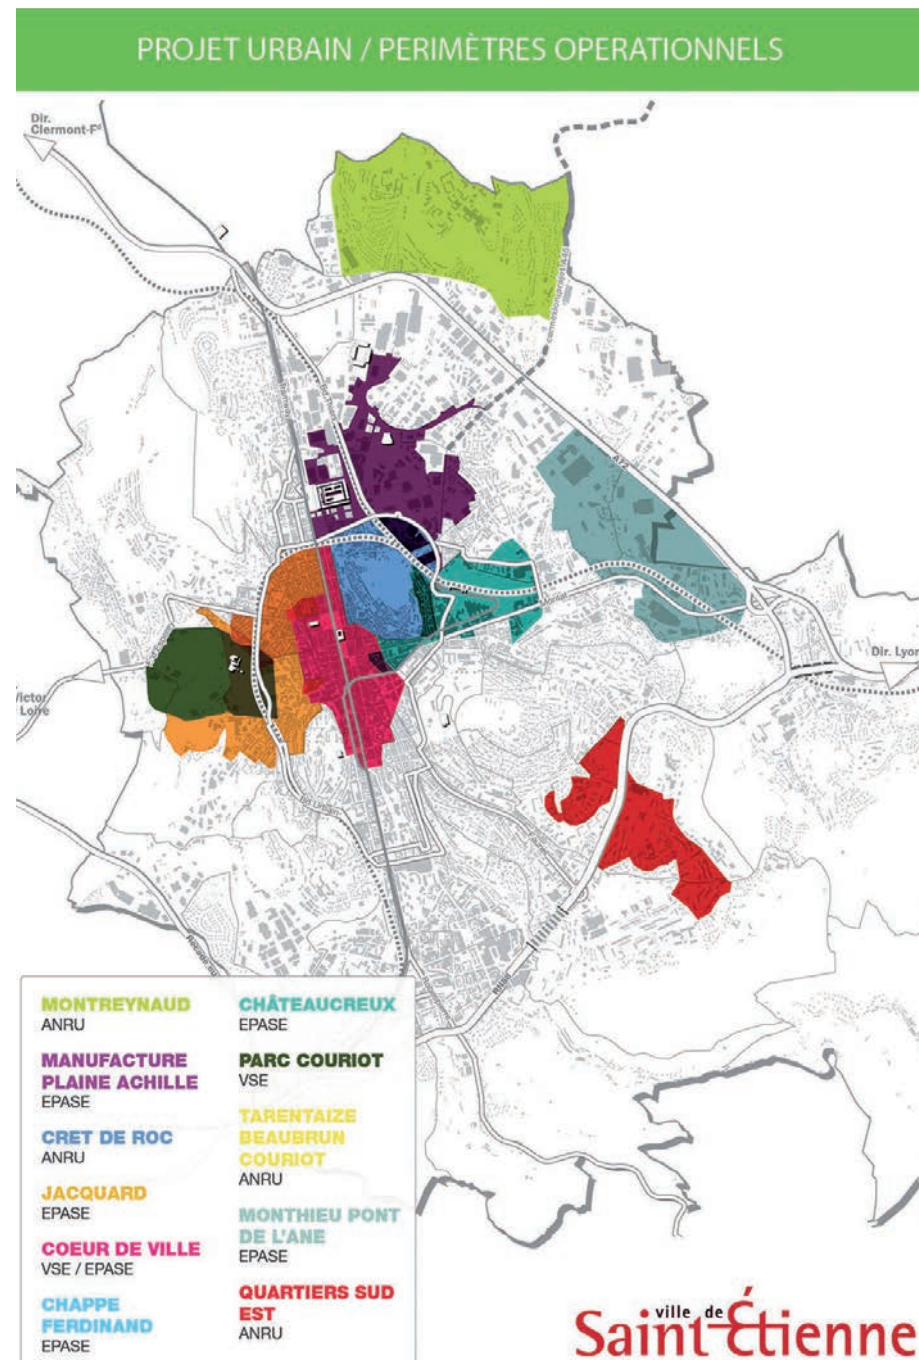 PROJET URBAIN / PERIMÈTRES OPERATIONNELS
Dir.
Clermont-Fd
A72
Dir. Lyon
Victor
Loire
MONTREYNAUD
ANRU
MANUFACTURE
PLAINE ACHILLE
EPASE
CRET DE ROC
ANRU
JACQUARD
EPASE
COEUR DE VILLE
VSE / EPASE
CHAPPE
FERDINAND
EPASE
CHÂTEAUCREUX
EPASE
PARC COURIOT
VSE
TARENTAIZE
BEAUBRUN
COURIOT
ANRU
MONTHIEU PONT
DE L'ANE
EPASE
QUARTIERS SUD
EST
ANRU
ville de
Saint-Étienne